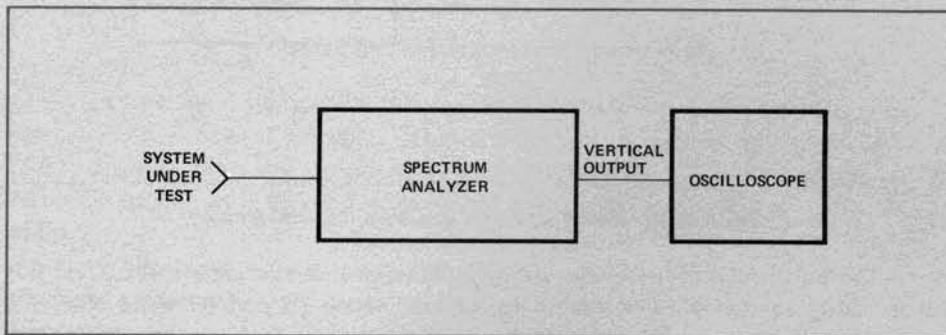 SYSTEM
UNDER
TEST
SPECTRUM
ANALYZER
VERTICAL
OUTPUT
OSCILLOSCOPE